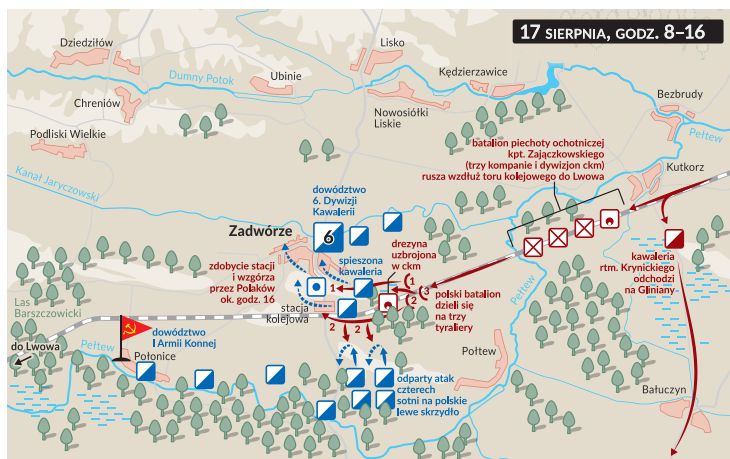 17 SIERPNIA, GODZ. 8–16
Dziedziłów
Lisko
Dumny Potok
Ubinie
Kędzierzawice
Chreniów
Nowosiółki
Liskie
Bezbrudy
Podliski Wielkie
Pełtew
batalion piechoty ochotniczej
kpt. Zajączkowskiego
(trzy kompanie i dywizjon ckm)
rusza wzdłuż toru kolejowego do Lwowa
Kutkorz
Kanał Jaryczowski
dowództwo
6. Dywizji
Kawalerii
6
Zadwórze
drezyna
uzbrojona
w ckm
zdobycie stacji
i wzgórza
przez Polaków
ok. godz. 16
spieszona
kawaleria
1
1
3
2
polski batalion
dzieli się
na trzy
tyraliery
kawaleria
rtm. Krynickiego
odchodzi
na Gliniany
Pełtew
stacja
kolejowa
2
2
Las
Barszczowicki
do Lwowa
dowództwo
I Armii Konnej
Pełtew
Połonice
Połtew
odparty atak
czterech
sotni na polskie
lewe skrzydło
Bałuczyn